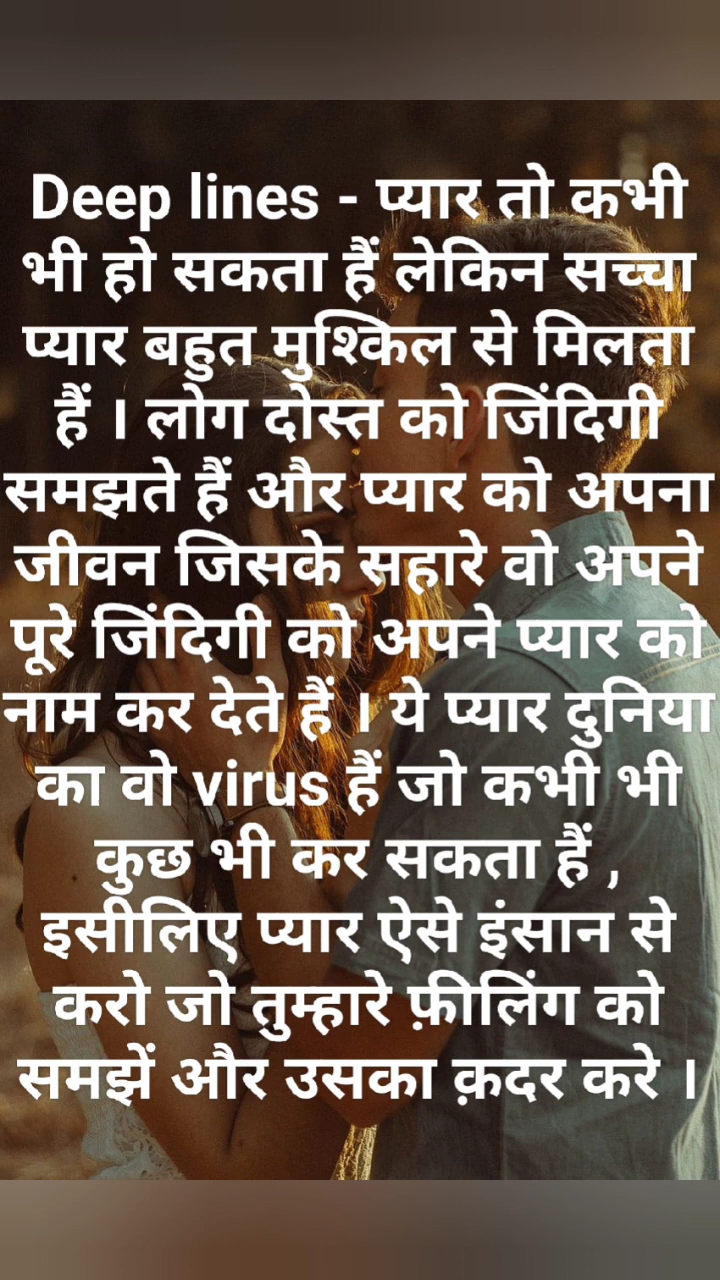 Deep lines - प्यार तो कभी
भी हो सकता हैं लेकिन सच्चा
प्यार बहुत मुश्किल से मिलता
हैं । लोग दोस्त को जिंदिगी
समझते हैं और प्यार को अपना
जीवन जिसके सहारे वो अपने
पूरे जिंदिगी को अपने प्यार को
नाम कर देते हैं । ये प्यार दुनिया
का वो virus हैं जो कभी भी
कुछ भी कर सकता हैं ,
इसीलिए प्यार ऐसे इंसान से
करो जो तुम्हारे फ़ीलिंग को
समझें और उसका क़दर करे ।